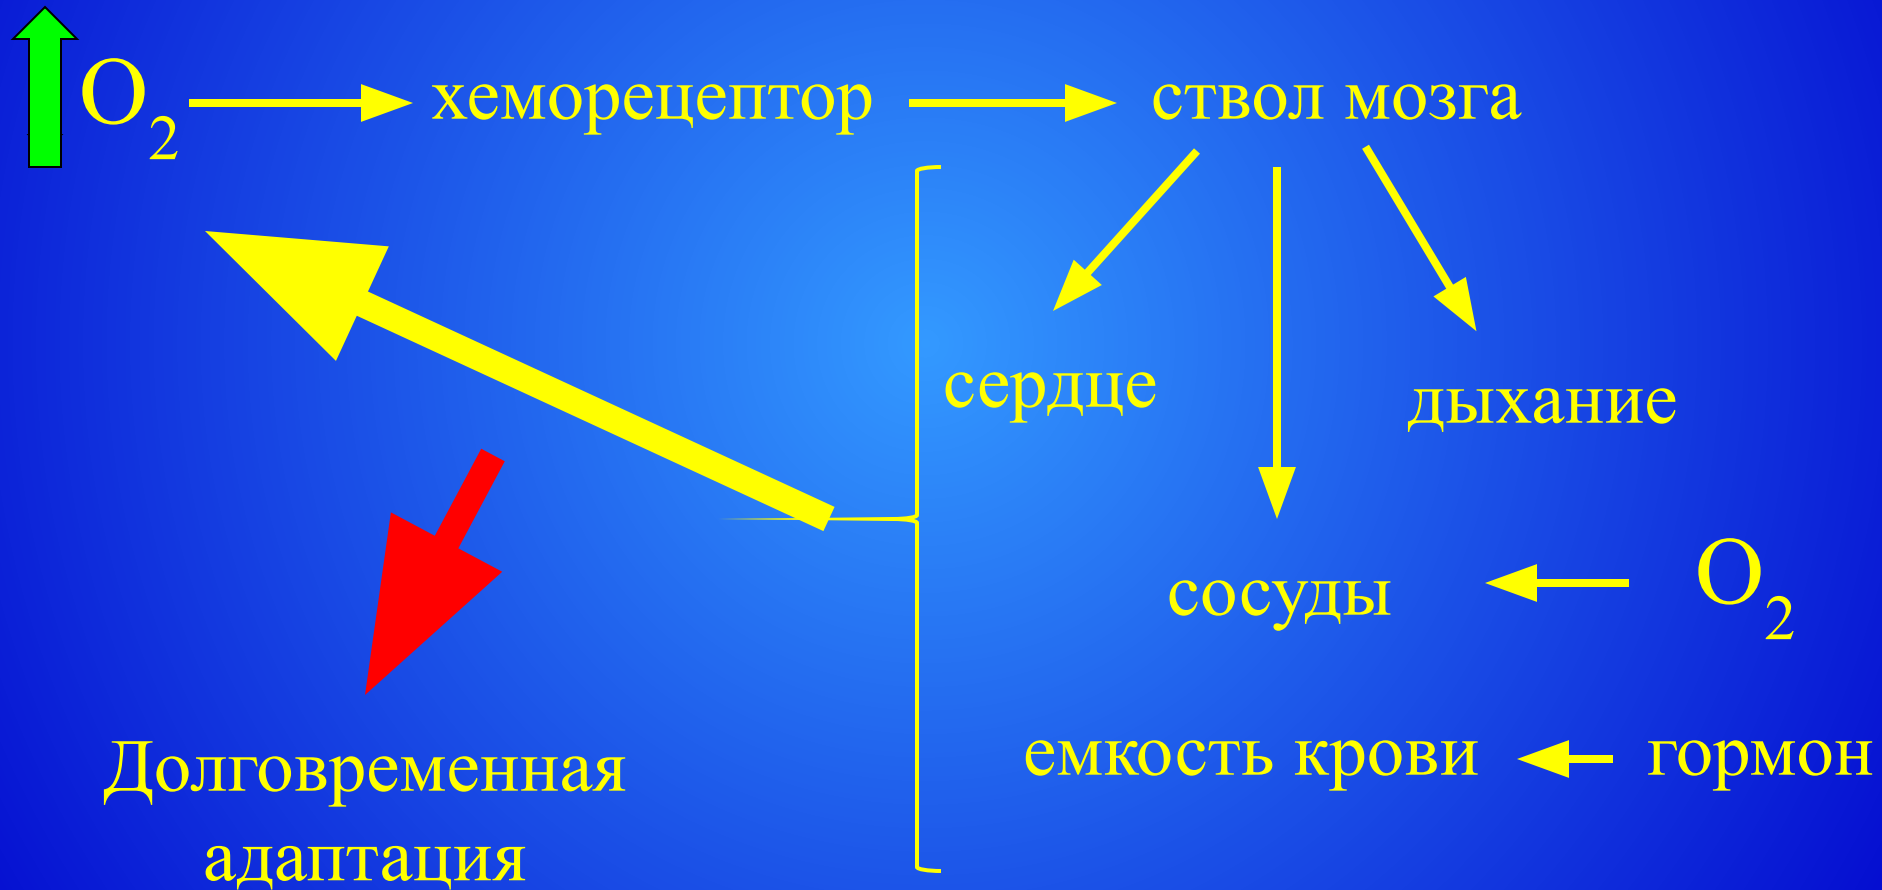 O₂ хеморецептор ствол мозга
сердце дыхание
сосуды O₂
емкость крови гормон
Долговременная
адаптация